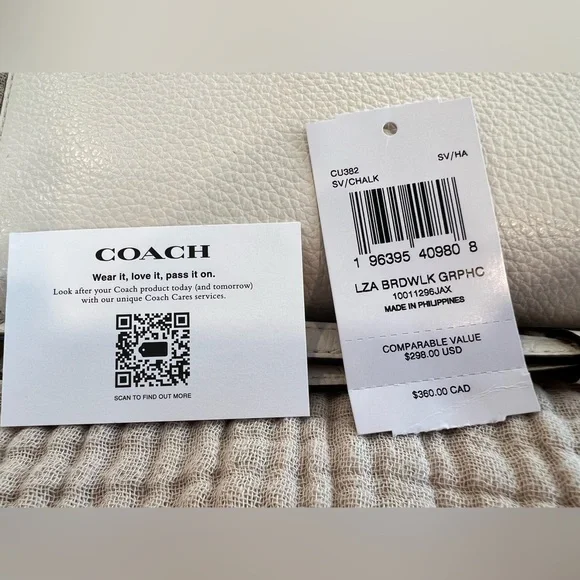 COACH
Wear it, love it, pass it on.
Look after your Coach product today (and tomorrow)
with our unique Coach Cares services.
SCAN TO FIND OUT MORE
CU382 SV/HA
SV/CHALK
1 96395 40980 8
LZA BRDWLK GRPHC
10011296JAX
MADE IN PHILIPPINES
COMPARABLE VALUE
$298.00 USD
$360.00 CAD